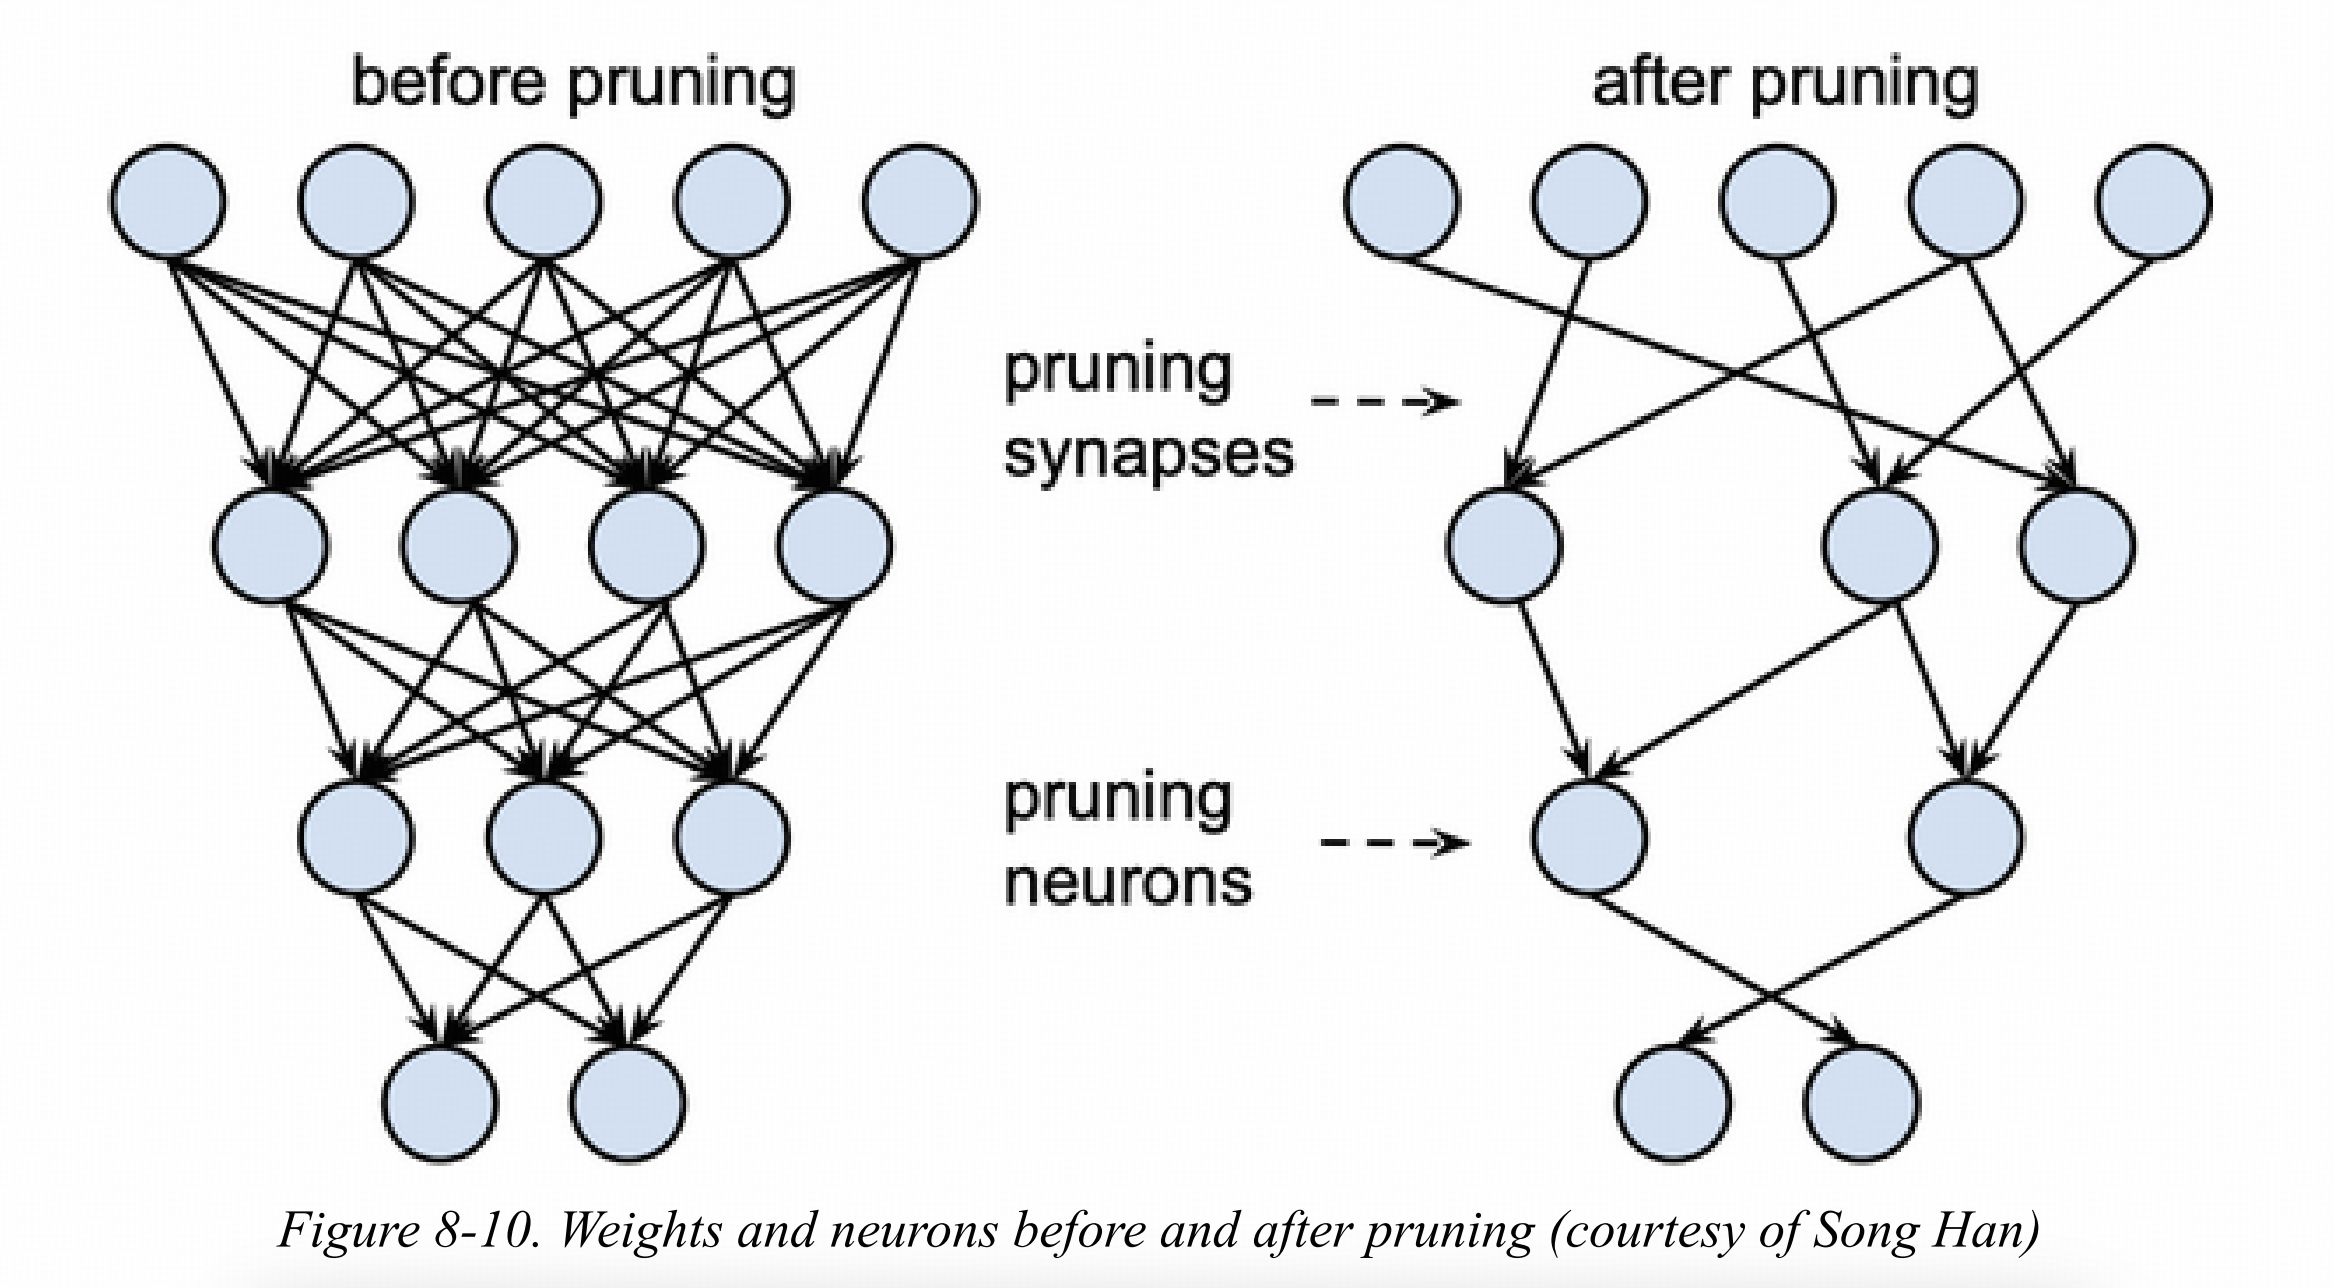 before pruning
after pruning
pruning
synapses
pruning
neurons
Figure 8-10. Weights and neurons before and after pruning (courtesy of Song Han)